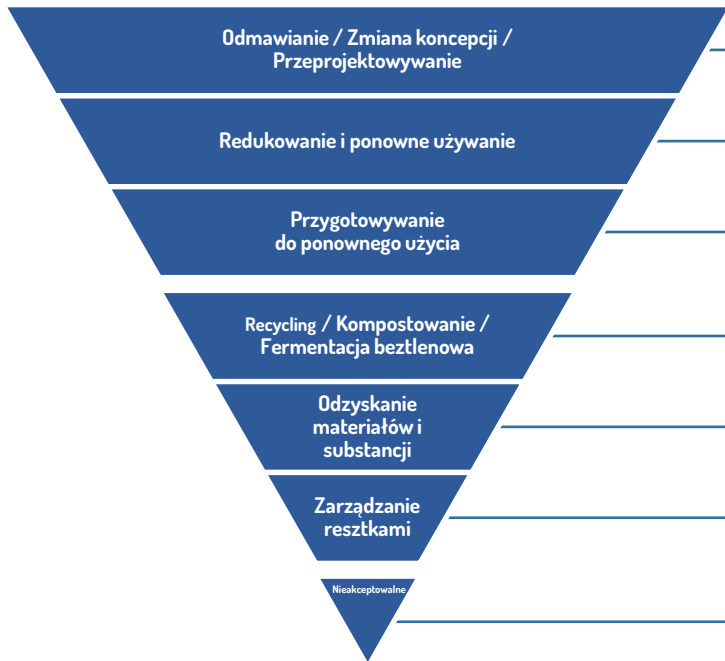 Odmawianie / Zmiana koncepcji /
Przeprojektowywanie
Redukowanie i ponowne używanie
Przygotowywanie
do ponownego użycia
Recycling / Kompostowanie /
Fermentacja beztlenowa
Odzyskanie
materiałów i
substancji
Zarządzanie
resztkami
Nieakceptowalne